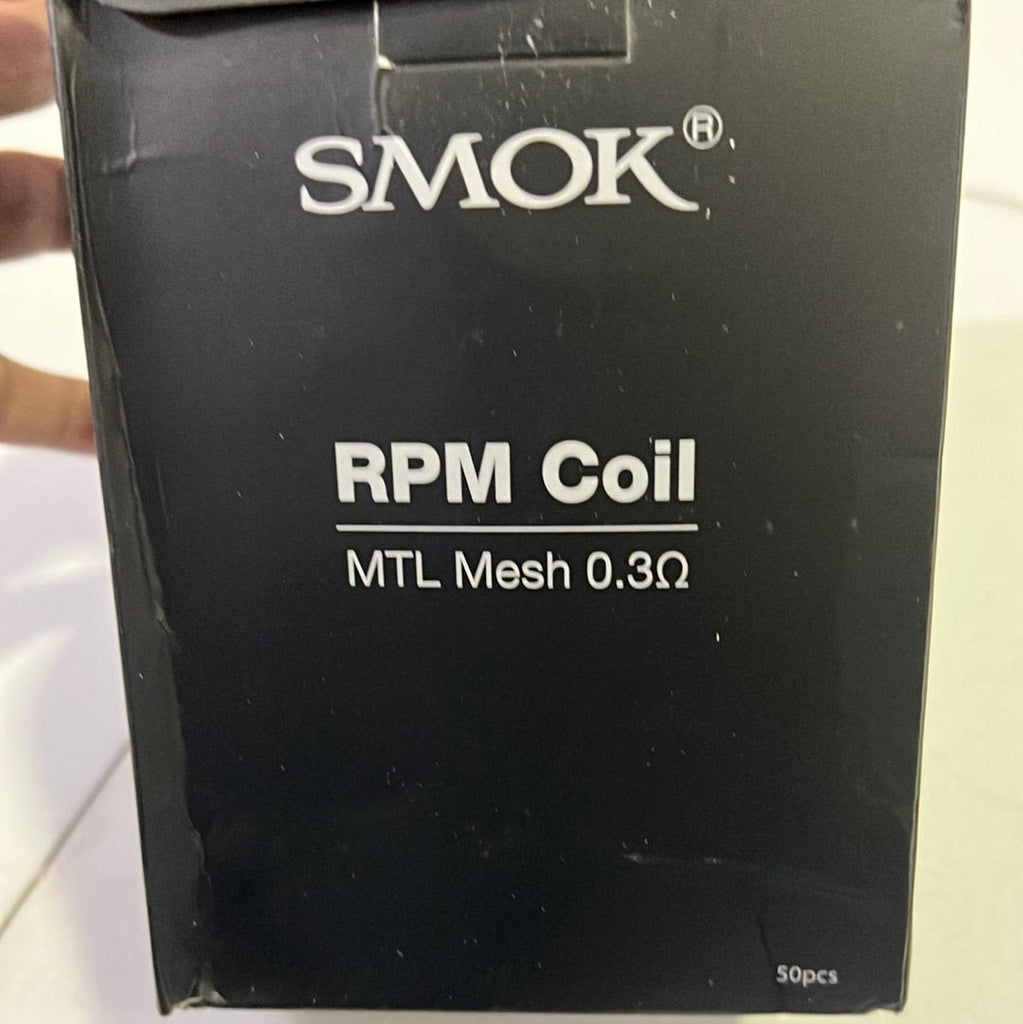 SMOK®
RPM Coil
MTL Mesh 0.3Ω
50pcs